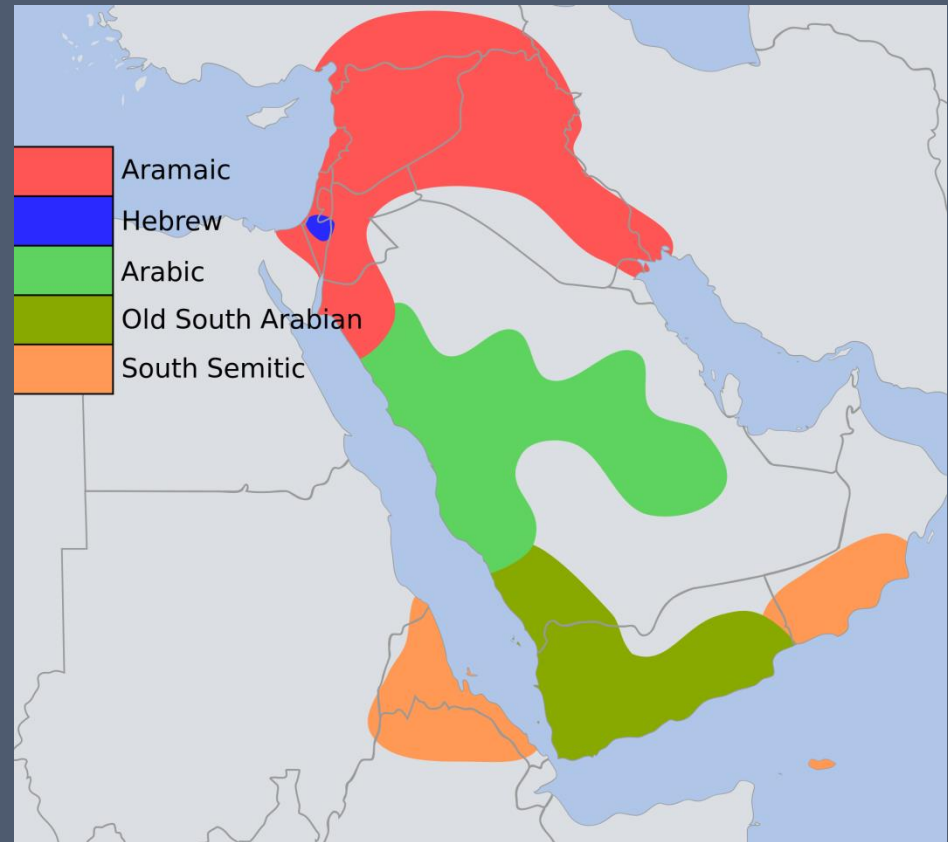 Aramaic
Hebrew
Arabic
Old South Arabian
South Semitic